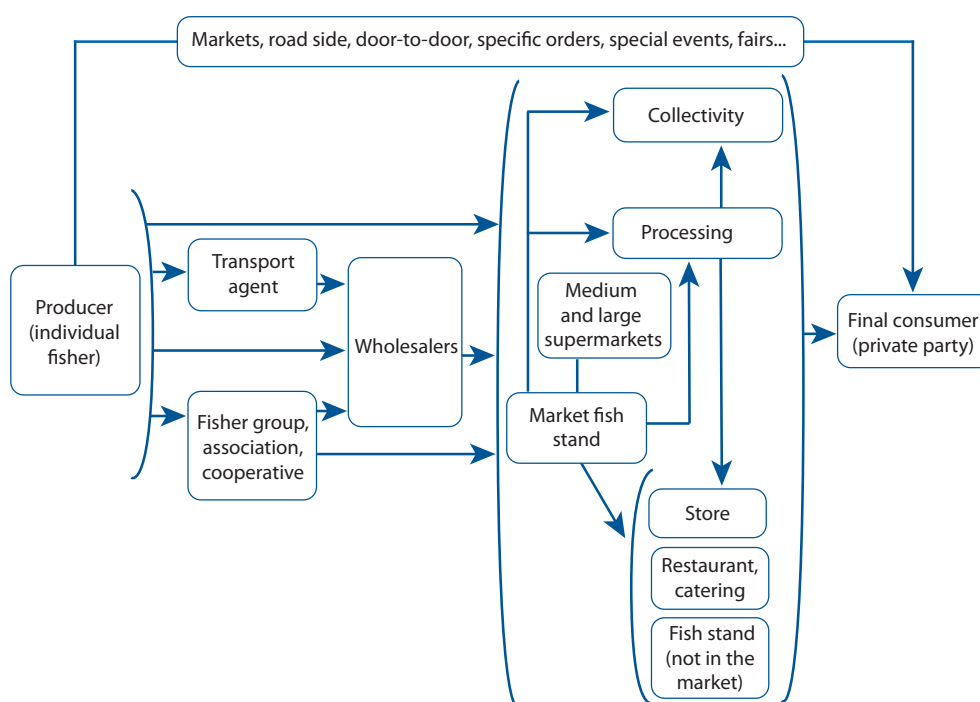 Markets, road side, door-to-door, specific orders, special events, fairs...
Collectivity
Processing
Transport
agent
Medium
and large
supermarkets
Producer
(individual
fisher)
Wholesalers
Final consumer
(private party)
Fisher group,
association,
cooperative
Market fish
stand
Store
Restaurant,
catering
Fish stand
(not in the
market)